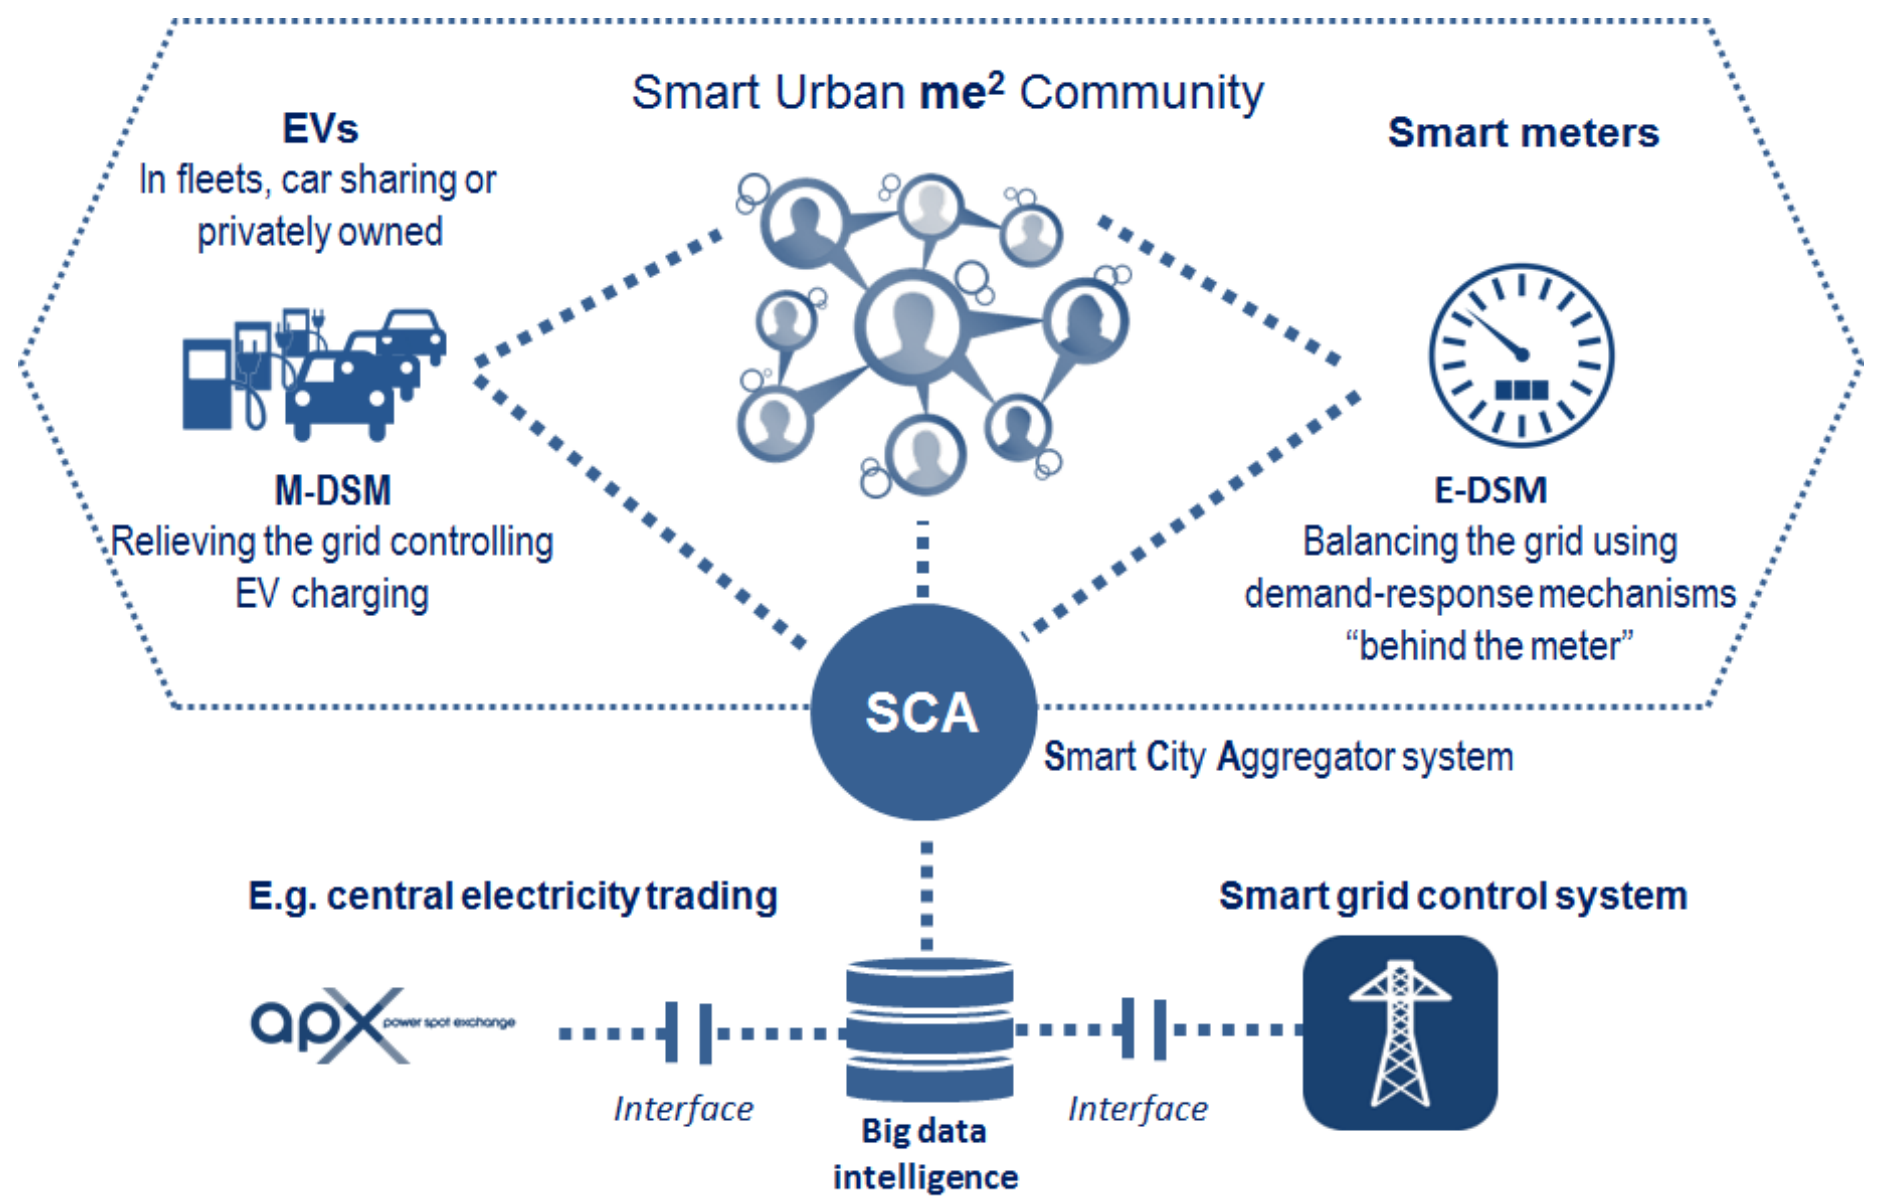 Smart Urban me² Community
EVs
In fleets, car sharing or
privately owned
Smart meters
M-DSM
Relieving the grid controlling
EV charging
E-DSM
Balancing the grid using
demand-response mechanisms
“behind the meter”
SCA
Smart City Aggregator system
E.g. central electricity trading
Smart grid control system
apx power spot exchange
Interface
Interface
Big data
intelligence